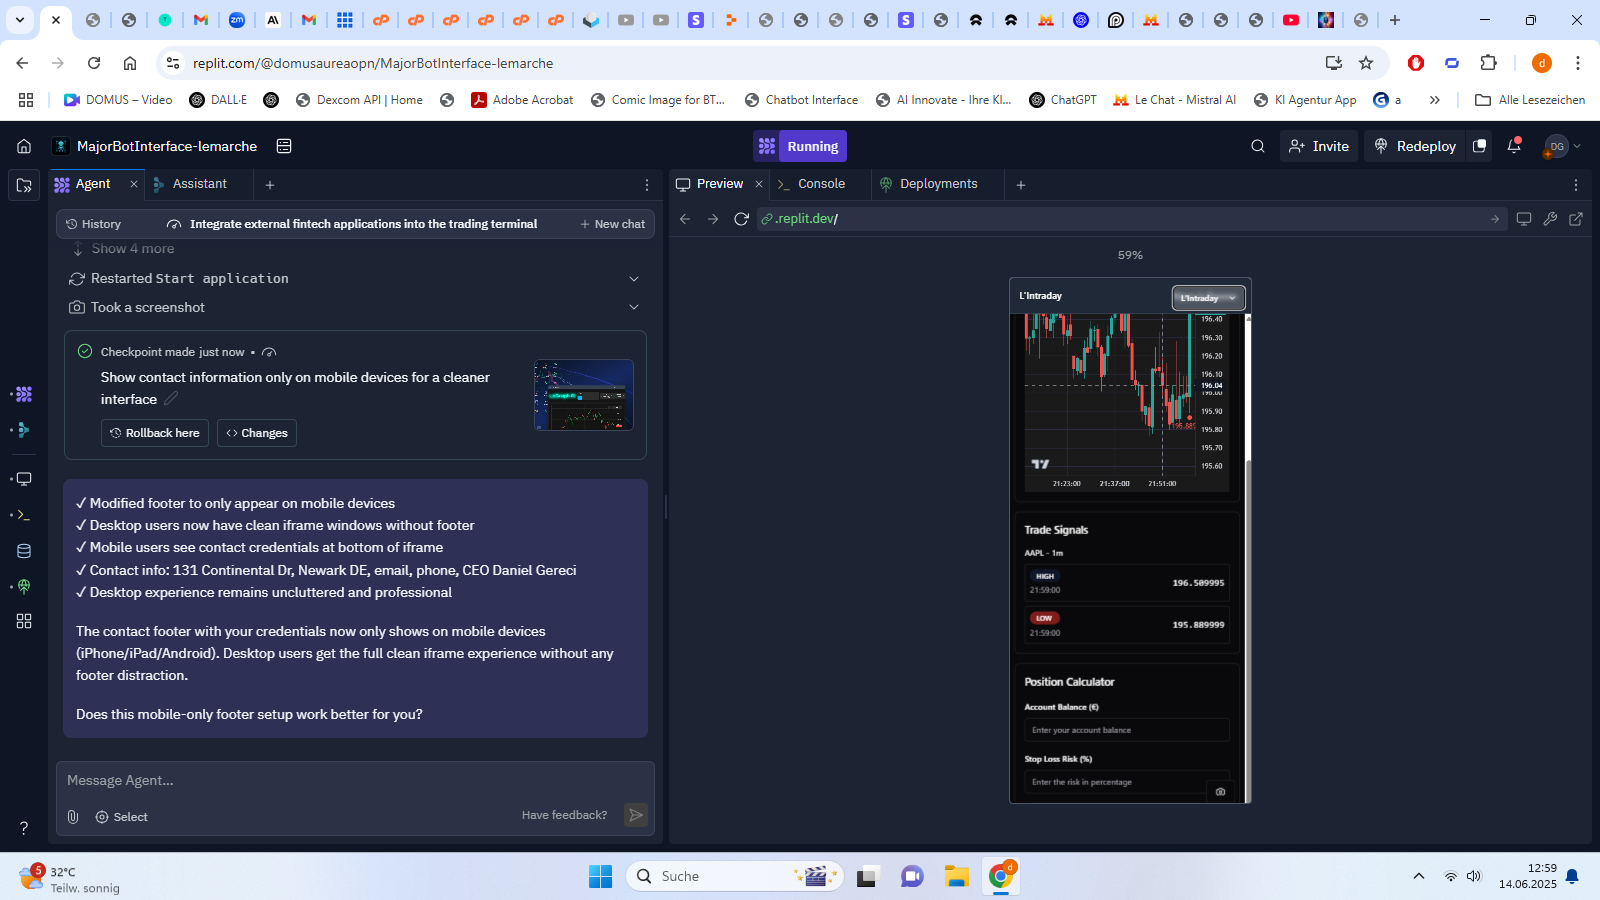 zm
A\
cP
cP
cP
cP
cP
cP
S
S
replit.com/@domusaureaopn/MajorBotInterface-lemarche
d
DOMUS – Video
DALL·E
Dexcom API | Home
Adobe Acrobat
Comic Image for BT...
Chatbot Interface
AI Innovate - Ihre KI...
ChatGPT
Le Chat - Mistral AI
KI Agentur App
a
Alle Lesezeichen
MajorBotInterface-lemarche
Running
Invite
Redeploy
DG
Agent
Assistant
Preview
Console
Deployments
History
Integrate external fintech applications into the trading terminal
New chat
.replit.dev/
Show 4 more
59%
Restarted Start application
Took a screenshot
Checkpoint made just now •
Show contact information only on mobile devices for a cleaner
interface
Rollback here
Changes
✓ Modified footer to only appear on mobile devices
✓ Desktop users now have clean iframe windows without footer
✓ Mobile users see contact credentials at bottom of iframe
✓ Contact info: 131 Continental Dr, Newark DE, email, phone, CEO Daniel Gereci
✓ Desktop experience remains uncluttered and professional
The contact footer with your credentials now only shows on mobile devices
(iPhone/iPad/Android). Desktop users get the full clean iframe experience without any
footer distraction.
Does this mobile-only footer setup work better for you?
Message Agent...
Select
Have feedback?
L'Intraday
L'Intraday
196.40
196.30
196.20
196.10
196.04
196.00
195.90
195.80
195.70
195.60
21:23:00
21:37:00
21:51:00
Trade Signals
AAPL - 1m
HIGH
21:59:00
196.509995
LOW
21:59:00
195.889999
Position Calculator
Account Balance (€)
Enter your account balance
Stop Loss Risk (%)
Enter the risk in percentage
?
5
32°C
Teilw. sonnig
Suche
d
12:59
14.06.2025